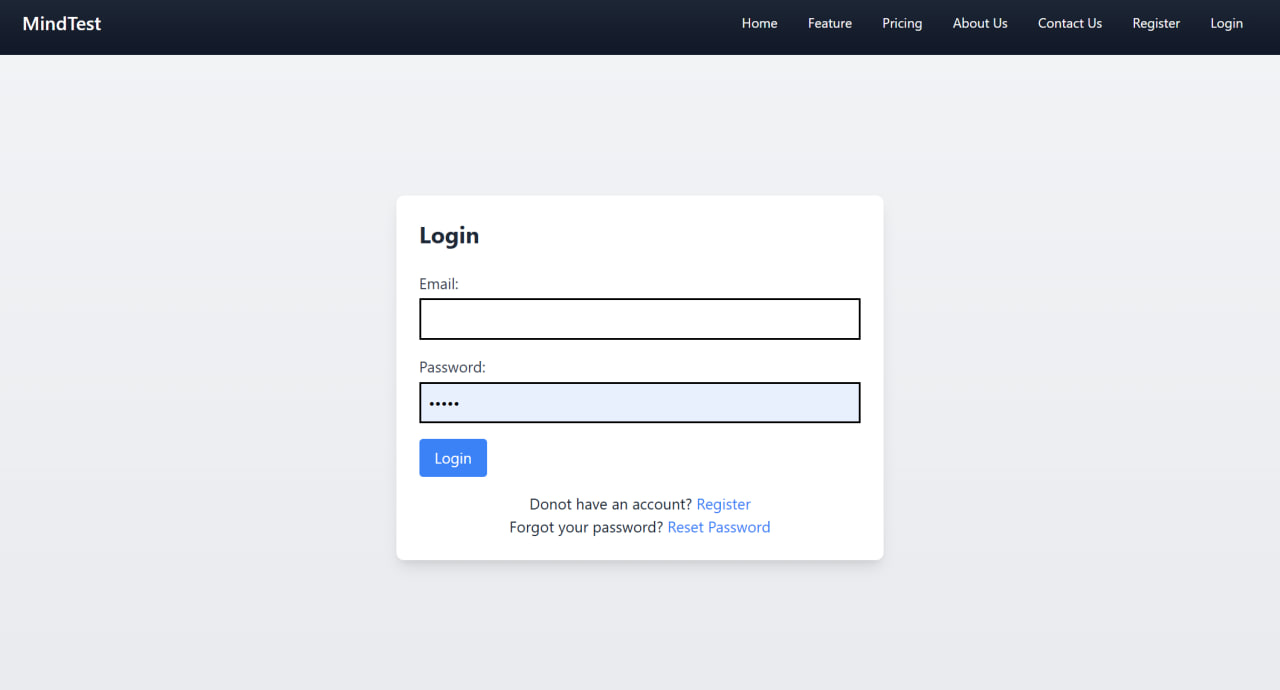 MindTest Home Feature Pricing About Us Contact Us Register Login
Login
Email:
Password:
•••••
Login
Donot have an account? Register
Forgot your password? Reset Password